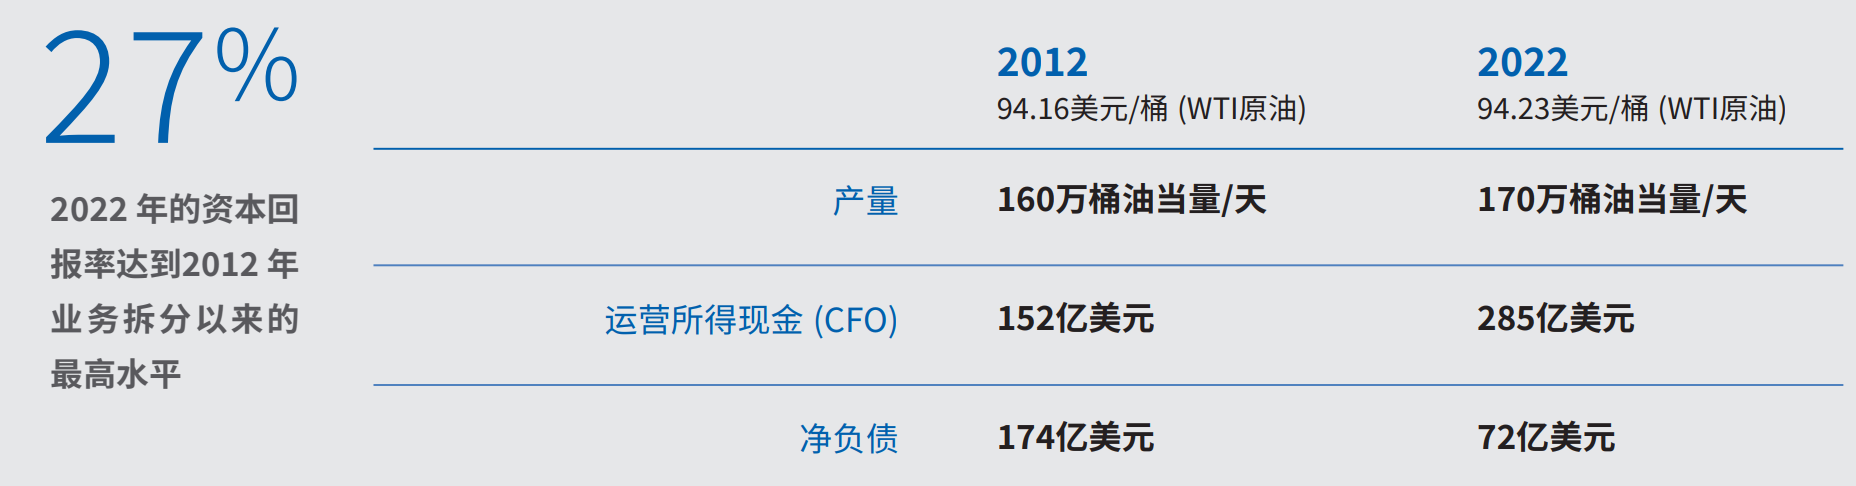 27%
2022 年的资本回
报率达到2012 年
业务拆分以来的
最高水平
2012 2022
94.16美元/桶 (WTI原油) 94.23美元/桶 (WTI原油)
产量 160万桶油当量/天 170万桶油当量/天
运营所得现金 (CFO) 152亿美元 285亿美元
净负债 174亿美元 72亿美元